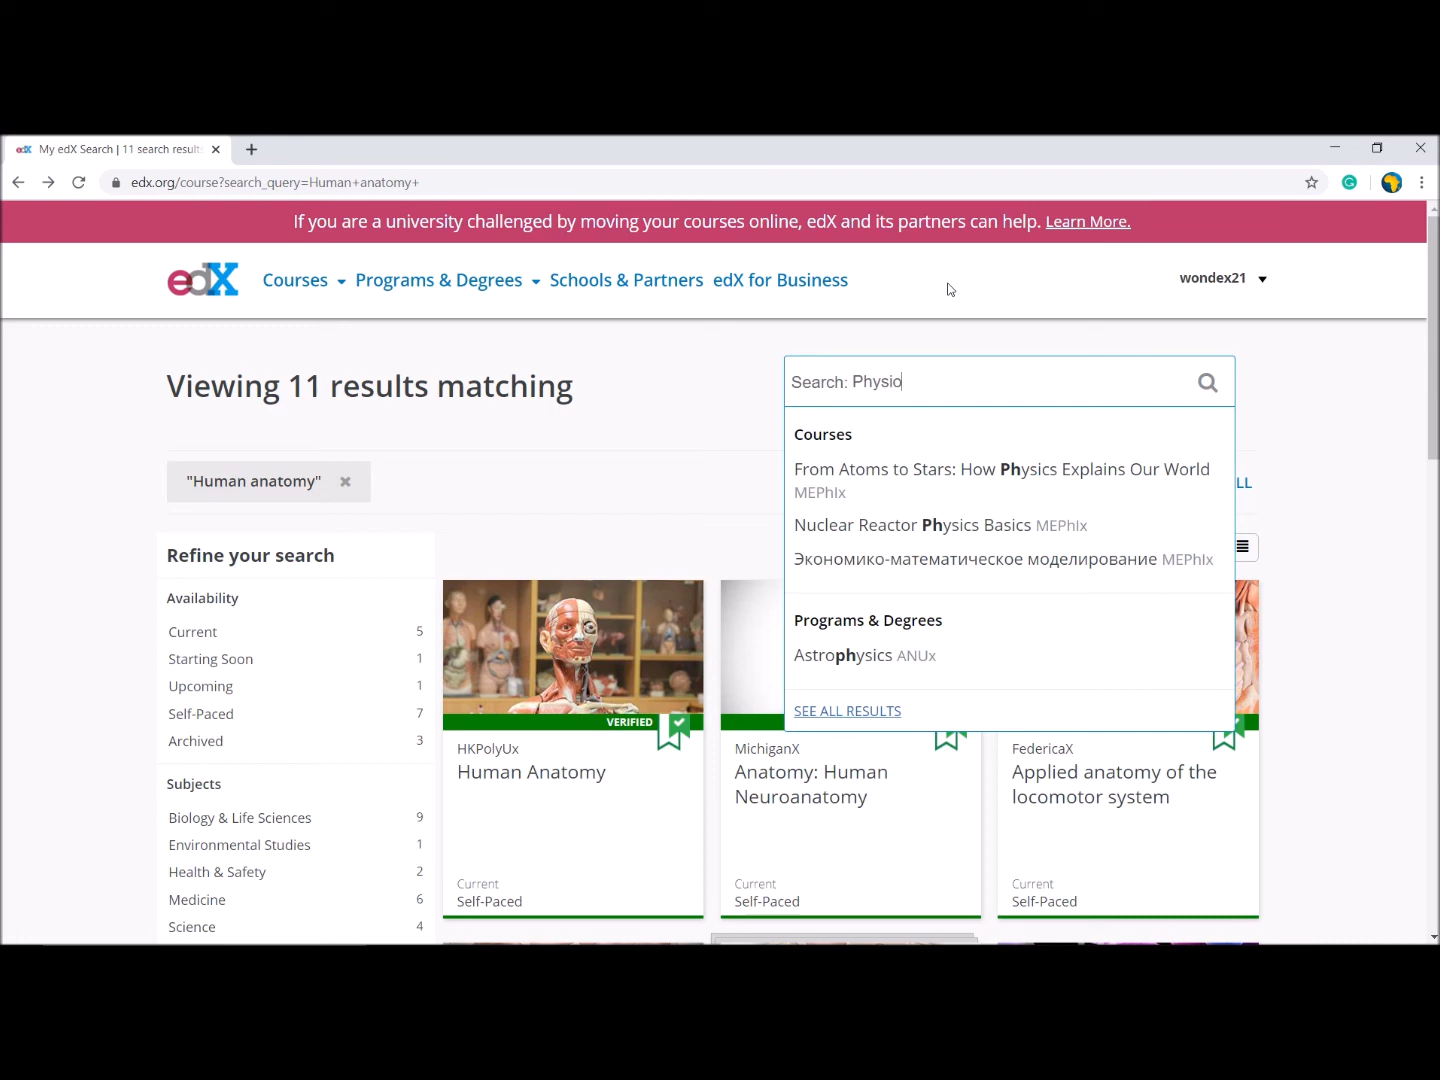 edX My edX Search | 11 search result
edx.org/course?search_query=Human+anatomy+
If you are a university challenged by moving your courses online, edX and its partners can help. Learn More.
edX Courses Programs & Degrees Schools & Partners edX for Business wondex21
Viewing 11 results matching
Search: Physio
Courses
From Atoms to Stars: How Physics Explains Our World
MEPhIx
Nuclear Reactor Physics Basics MEPhIx
Экономико-математическое моделирование MEPhIx
Programs & Degrees
Astrophysics ANUx
SEE ALL RESULTS
"Human anatomy"
LL
Refine your search
Availability
Current 5
Starting Soon 1
Upcoming 1
Self-Paced 7
Archived 3
Subjects
Biology & Life Sciences 9
Environmental Studies 1
Health & Safety 2
Medicine 6
Science 4
VERIFIED
HKPolyUx
Human Anatomy
Current
Self-Paced
MichiganX
Anatomy: Human
Neuroanatomy
Current
Self-Paced
FedericaX
Applied anatomy of the
locomotor system
Current
Self-Paced